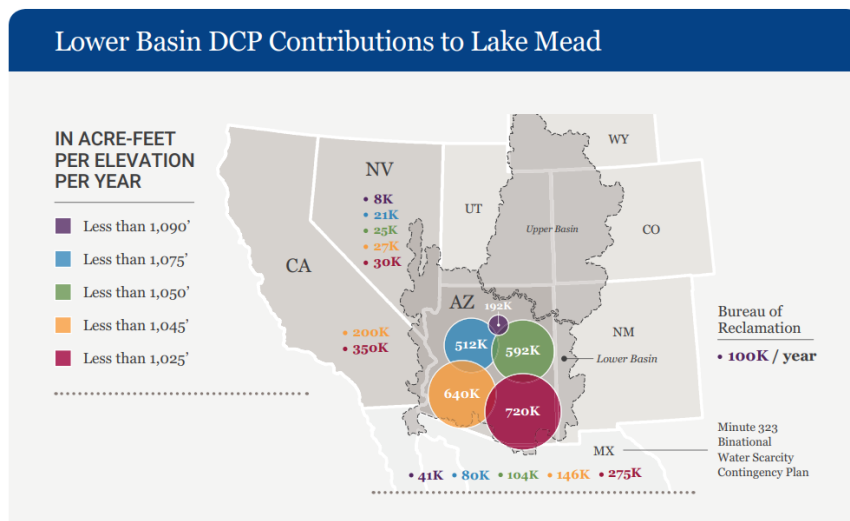 Lower Basin DCP Contributions to Lake Mead
IN ACRE-FEET
PER ELEVATION
PER YEAR
Less than 1,090’
Less than 1,075’
Less than 1,050’
Less than 1,045’
Less than 1,025’
WY
NV
• 8K
• 21K
• 25K
• 27K
• 30K
UT
Upper Basin
CO
CA
AZ
192K
512K
592K
640K
720K
• 200K
• 350K
NM
Lower Basin
Bureau of
Reclamation
• 100K / year
MX
Minute 323
Binational
Water Scarcity
Contingency Plan
• 41K • 80K • 104K • 146K • 275K